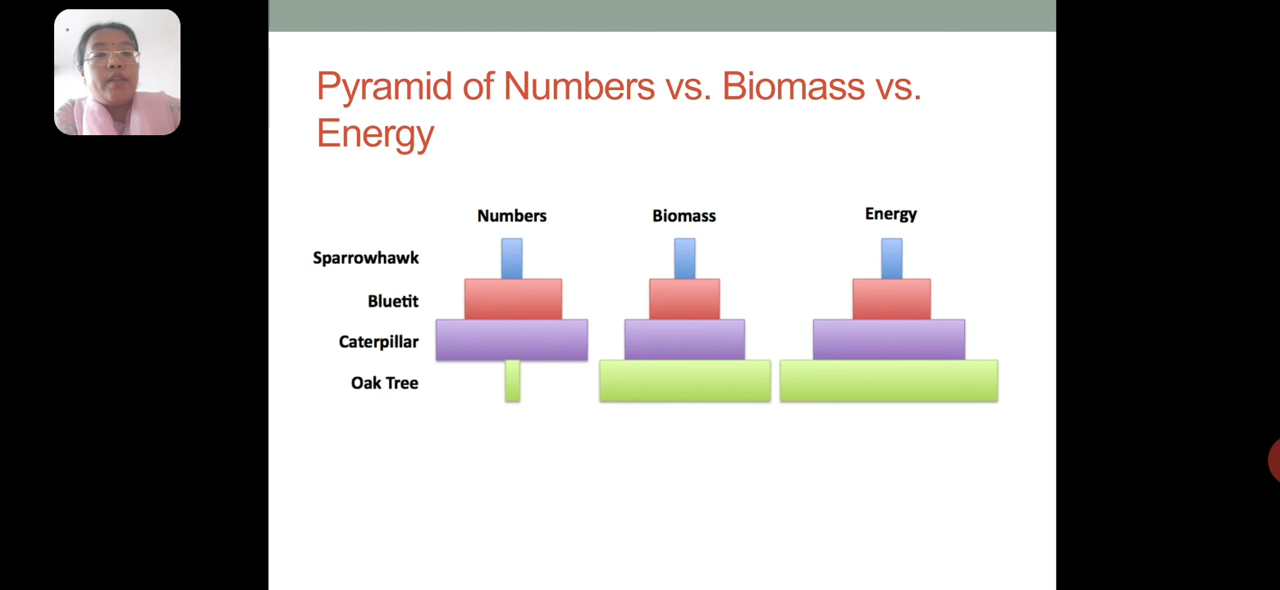 Pyramid of Numbers vs. Biomass vs.
Energy
Numbers Biomass Energy
Sparrowhawk
Bluetit
Caterpillar
Oak Tree